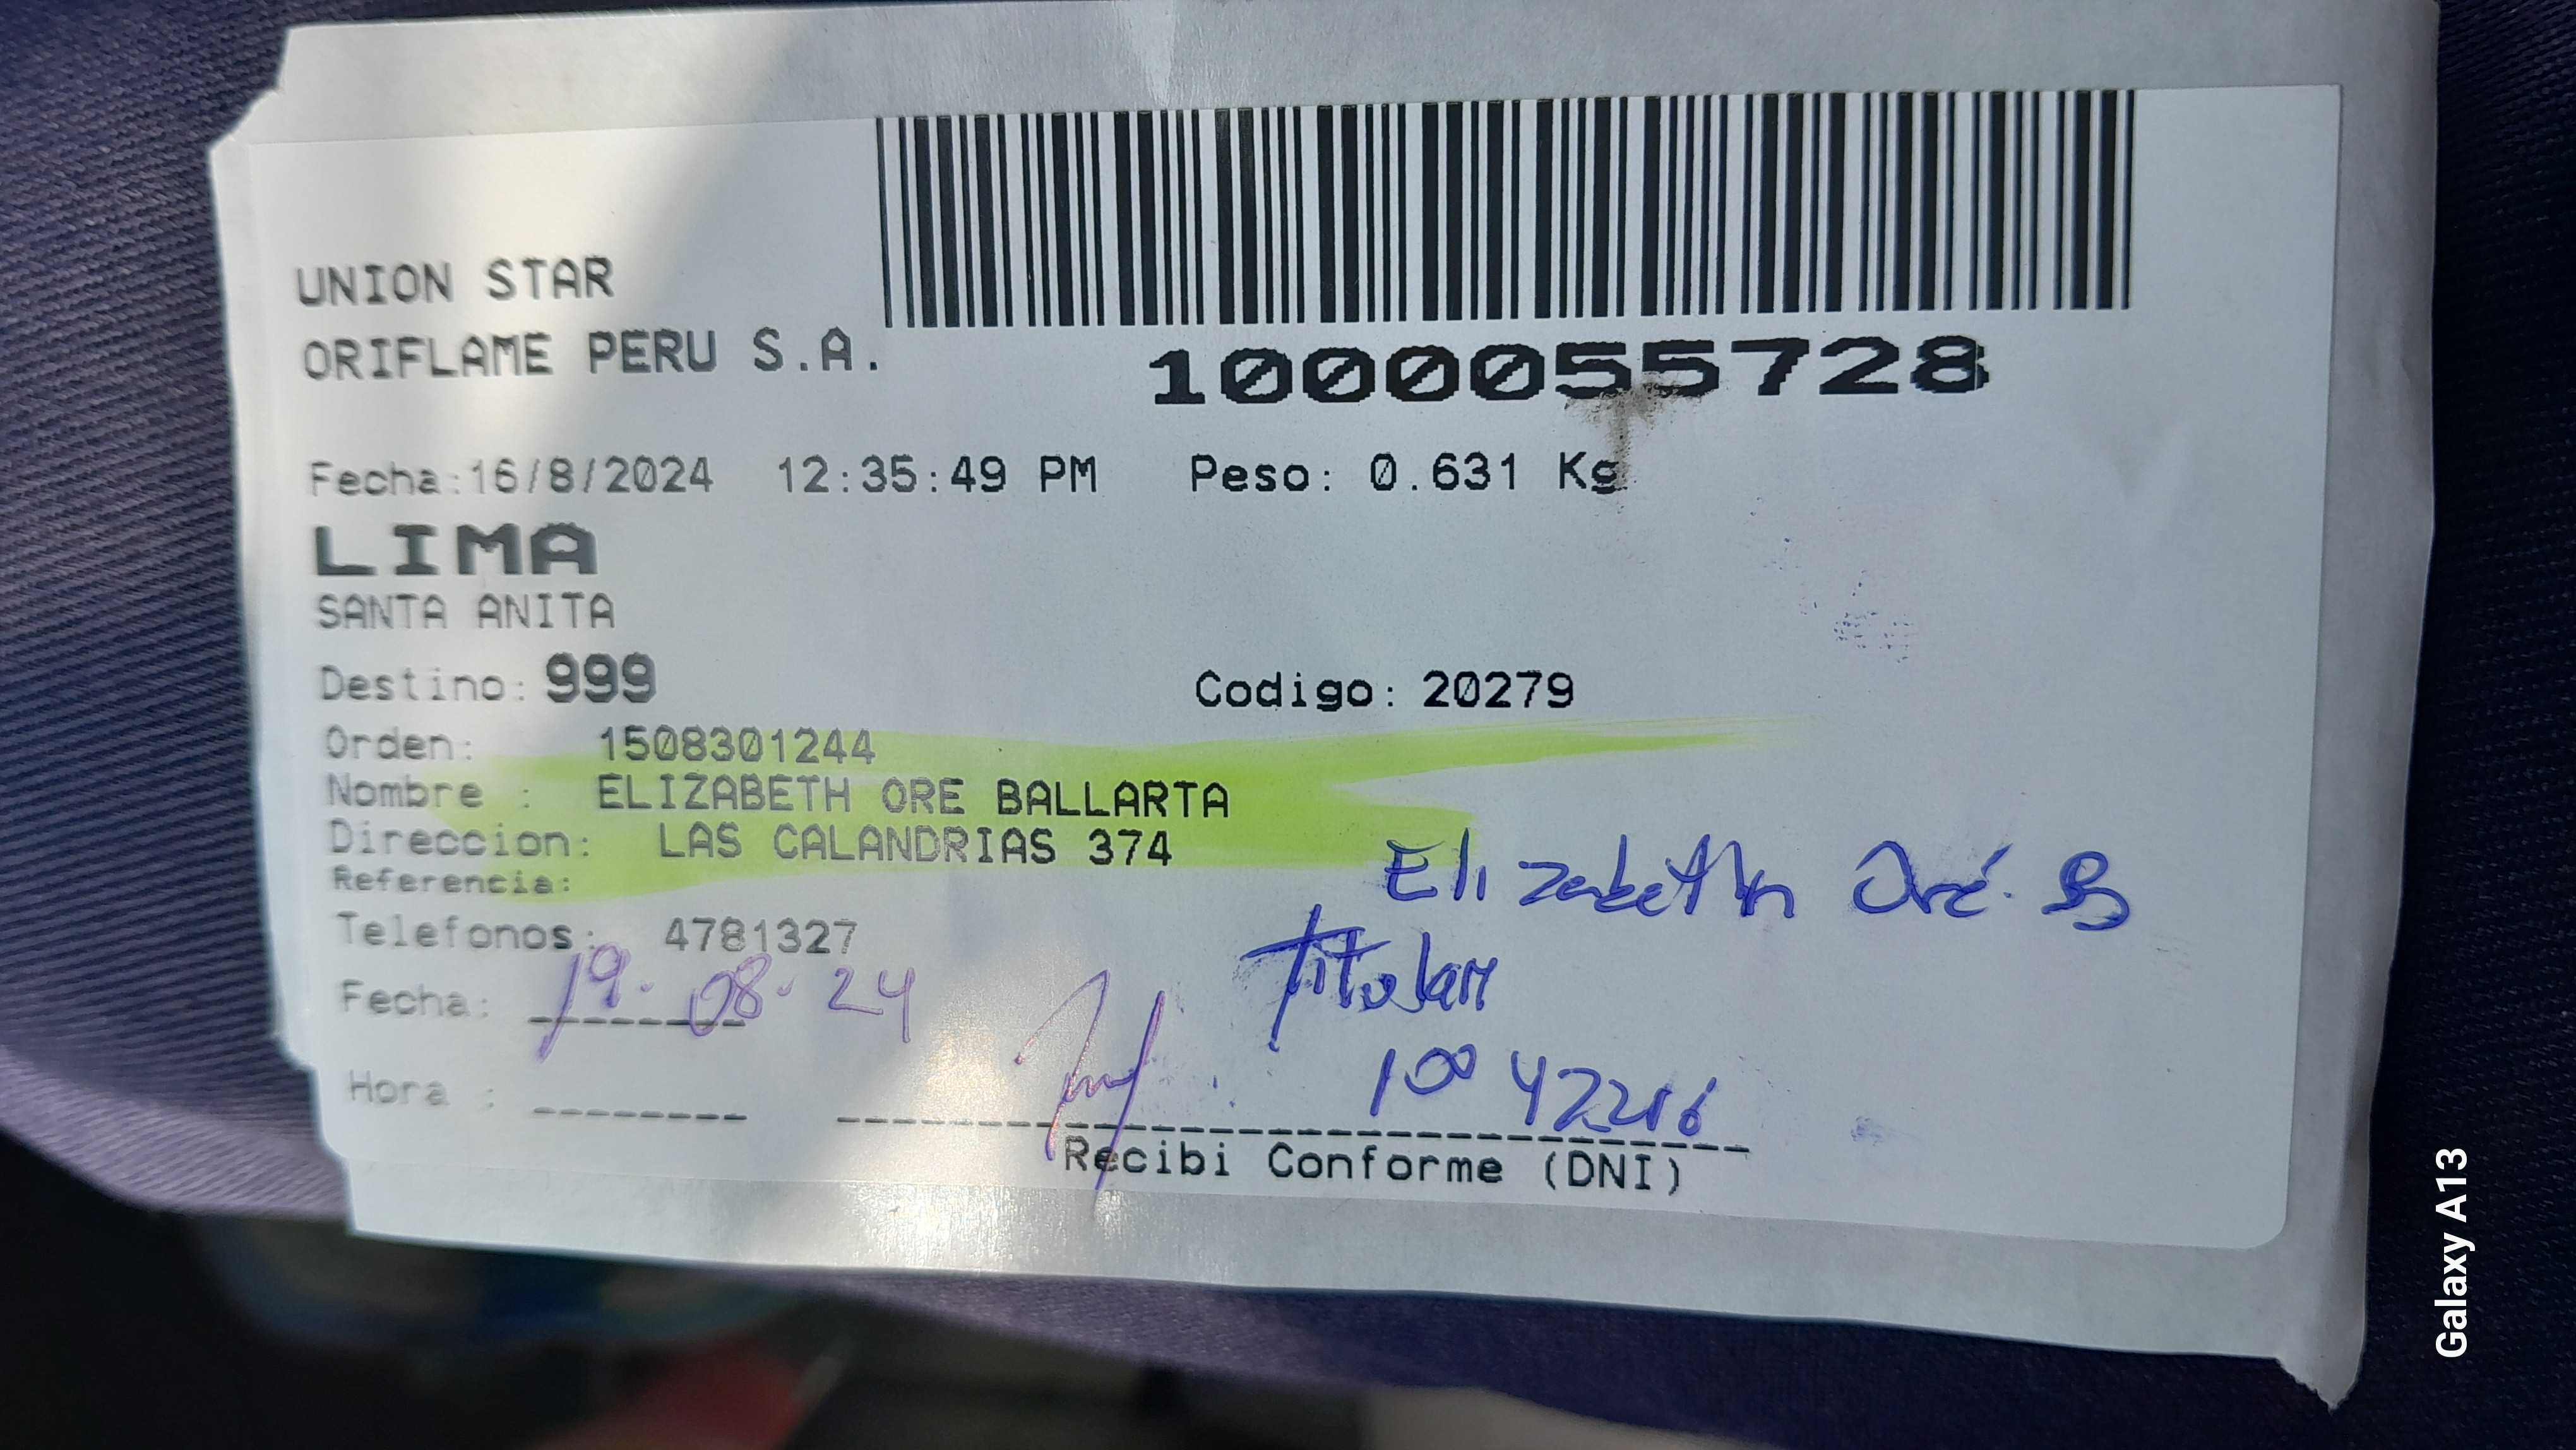 UNION STAR
ORIFLAME PERU S.A.
1000055728
Fecha:16/8/2024 12:35:49 PM Peso: 0.631 Kg
LIMA
SANTA ANITA
Destino: 999 Codigo: 20279
Orden: 1508301244
Nombre : ELIZABETH ORE BALLARTA
Direccion: LAS CALANDRIAS 374
Referencia:
Elizabeth Oré. B
Telefonos: 4781327
Titular
Fecha: 19.08.24
Hora :
Recibi Conforme (DNI)
Galaxy A13